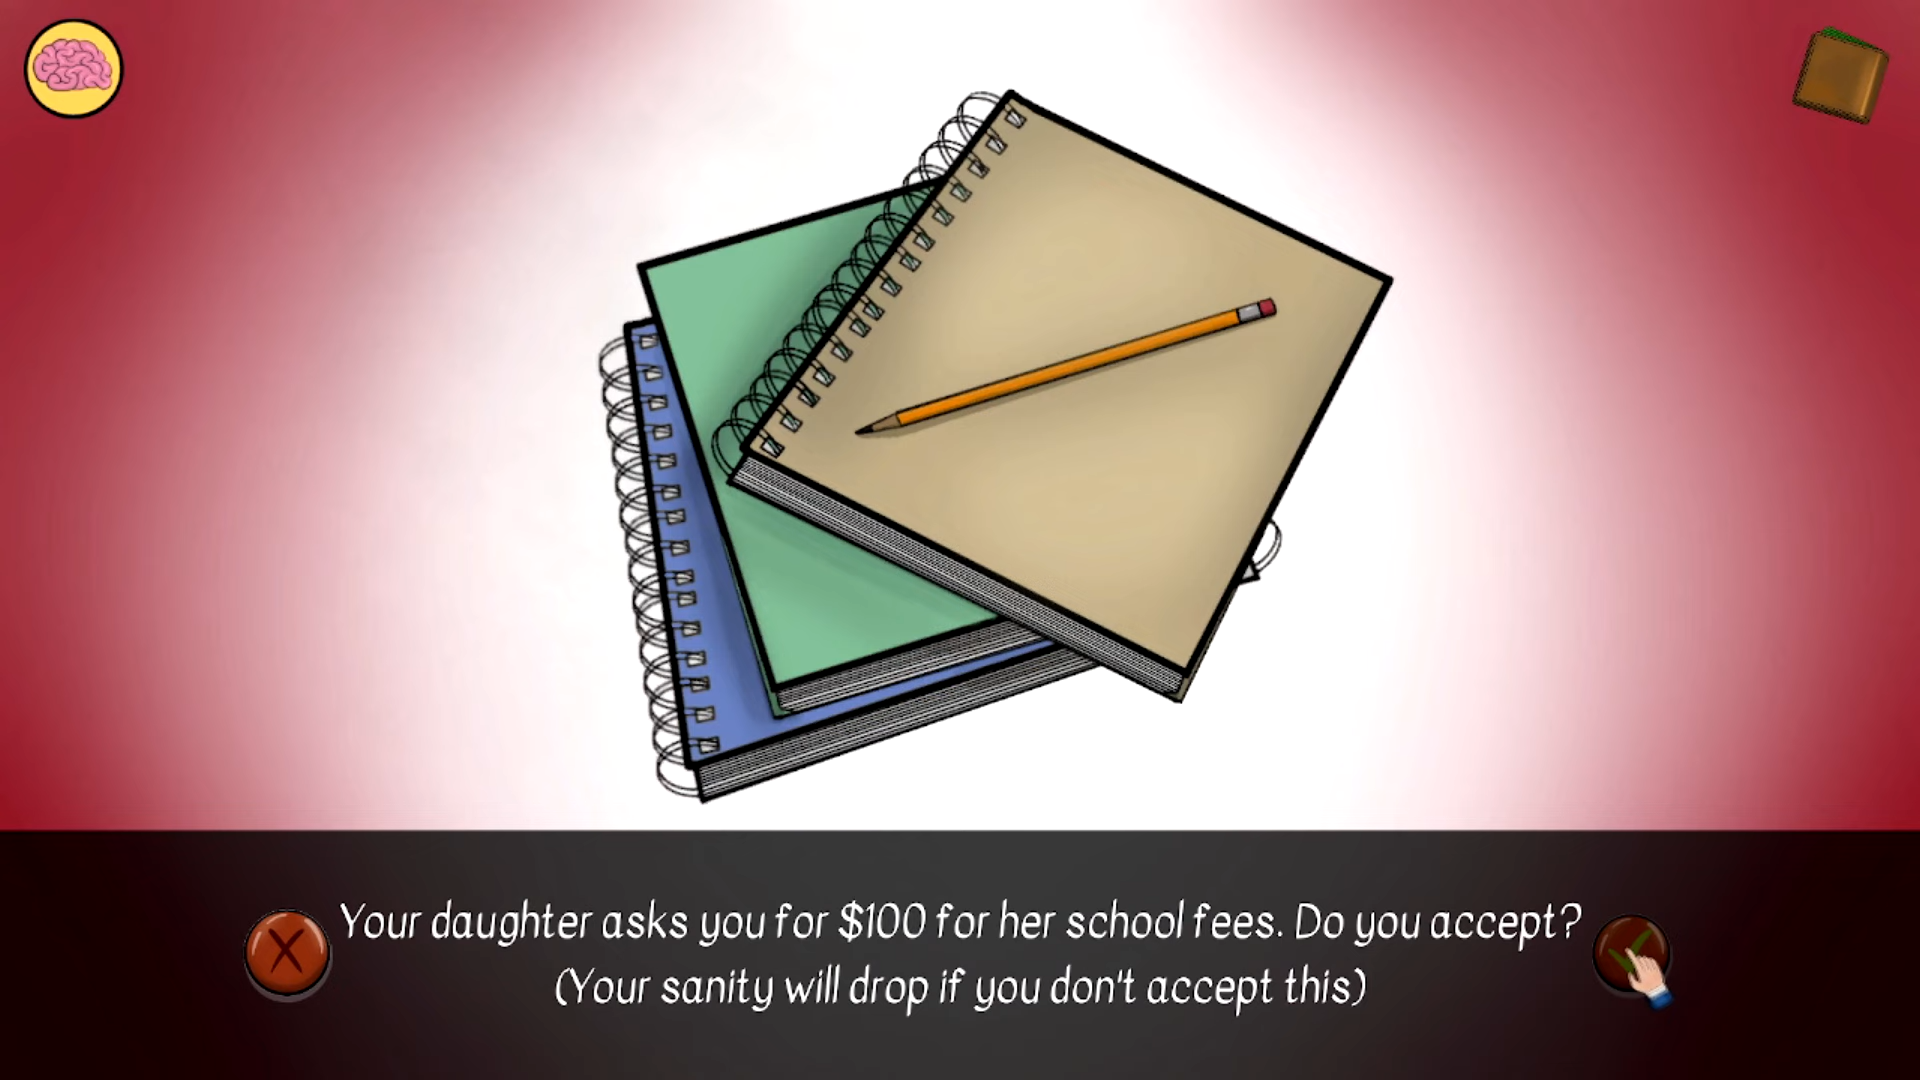 Your daughter asks you for $100 for her school fees. Do you accept?
(Your sanity will drop if you don't accept this)